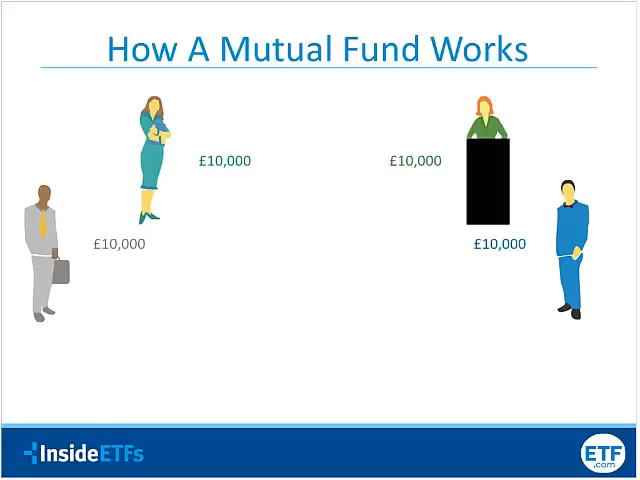 How A Mutual Fund Works
£10,000
£10,000
£10,000
£10,000
InsideETFs
ETF
.com